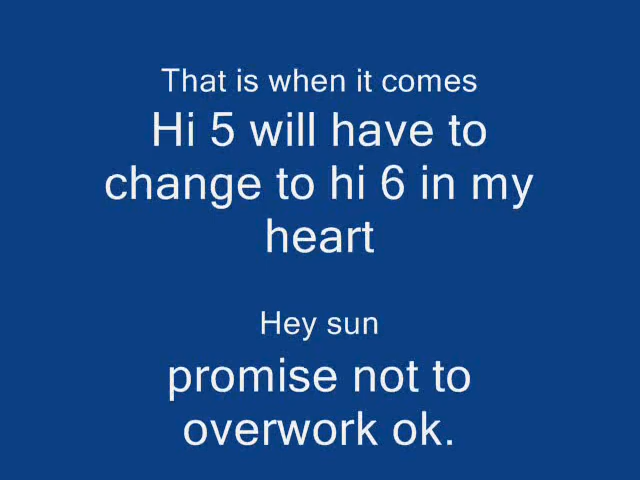 That is when it comes
Hi 5 will have to
change to hi 6 in my
heart
Hey sun
promise not to
overwork ok.